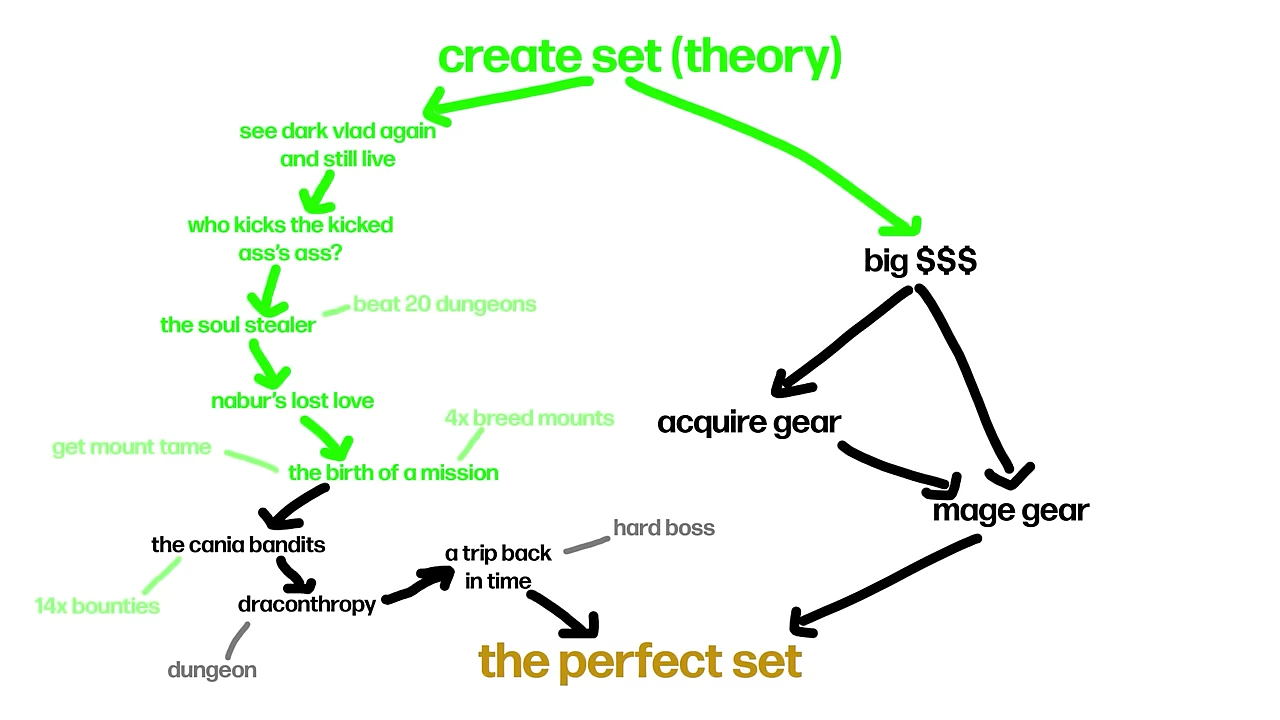 create set (theory)
see dark vlad again
and still live
who kicks the kicked
ass's ass?
big $$$
beat 20 dungeons
the soul stealer
nabur's lost love
4x breed mounts
acquire gear
get mount tame
the birth of a mission
mage gear
hard boss
the cania bandits
a trip back
in time
14x bounties
draconthropy
dungeon
the perfect set